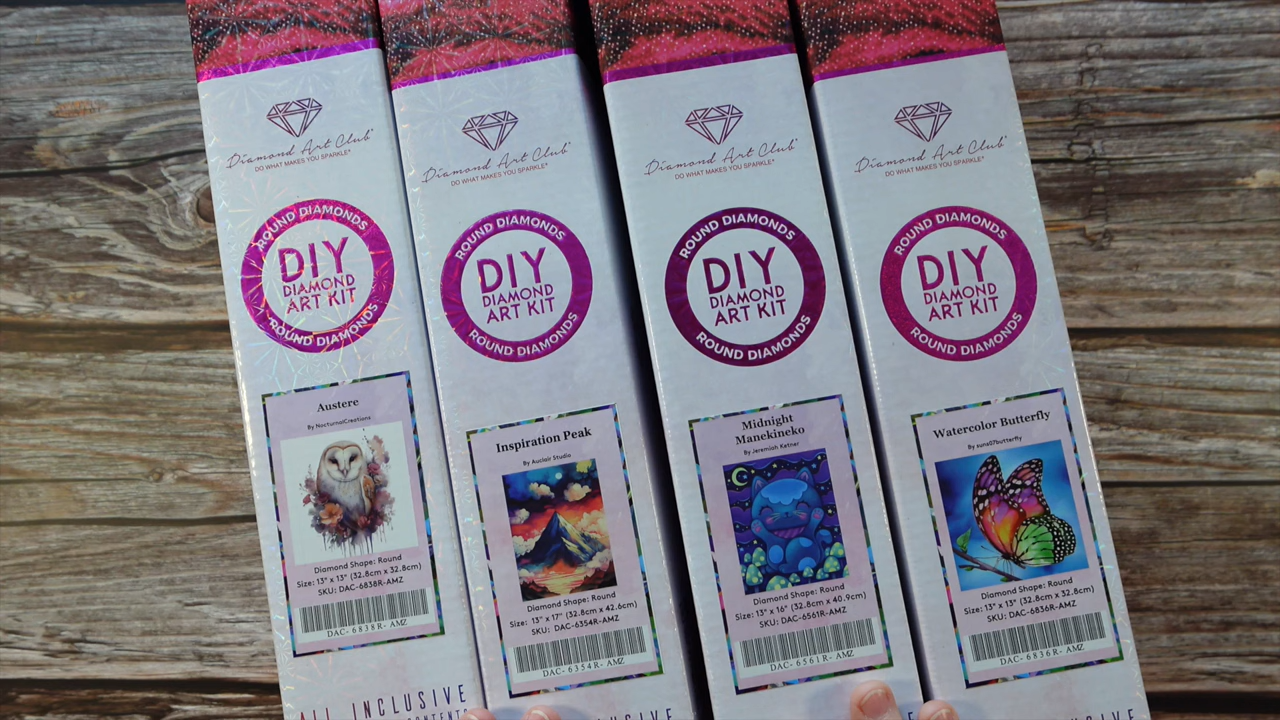 Diamond Art Club®
DO WHAT MAKES YOU SPARKLE®
ROUND DIAMONDS
DIY
DIAMOND
ART KIT
ROUND DIAMONDS
Austere
By NocturnalCreations
Diamond Shape: Round
Size: 13" x 13" (32.8cm x 32.8cm)
SKU: DAC-6838R-AMZ
DAC- 6838R- AMZ
ALL INCLUSIVE
CONTENTS
Diamond Art Club®
DO WHAT MAKES YOU SPARKLE®
ROUND DIAMONDS
DIY
DIAMOND
ART KIT
ROUND DIAMONDS
Inspiration Peak
By Auclair Studio
Diamond Shape: Round
Size: 13" x 17" (32.8cm x 42.6cm)
SKU: DAC-6354R-AMZ
DAC- 6354R- AMZ
Diamond Art Club®
DO WHAT MAKES YOU SPARKLE®
ROUND DIAMONDS
DIY
DIAMOND
ART KIT
ROUND DIAMONDS
Midnight
Manekineko
By Jeremiah Ketner
Diamond Shape: Round
Size: 13" x 16" (32.8cm x 40.9cm)
SKU: DAC-6561R-AMZ
DAC- 6561R- AMZ
Diamond Art Club®
DO WHAT MAKES YOU SPARKLE®
ROUND DIAMONDS
DIY
DIAMOND
ART KIT
ROUND DIAMONDS
Watercolor Butterfly
By suns07butterfly
Diamond Shape: Round
Size: 13" x 13" (32.8cm x 32.8cm)
SKU: DAC-6836R-AMZ
DAC- 6836R- AMZ